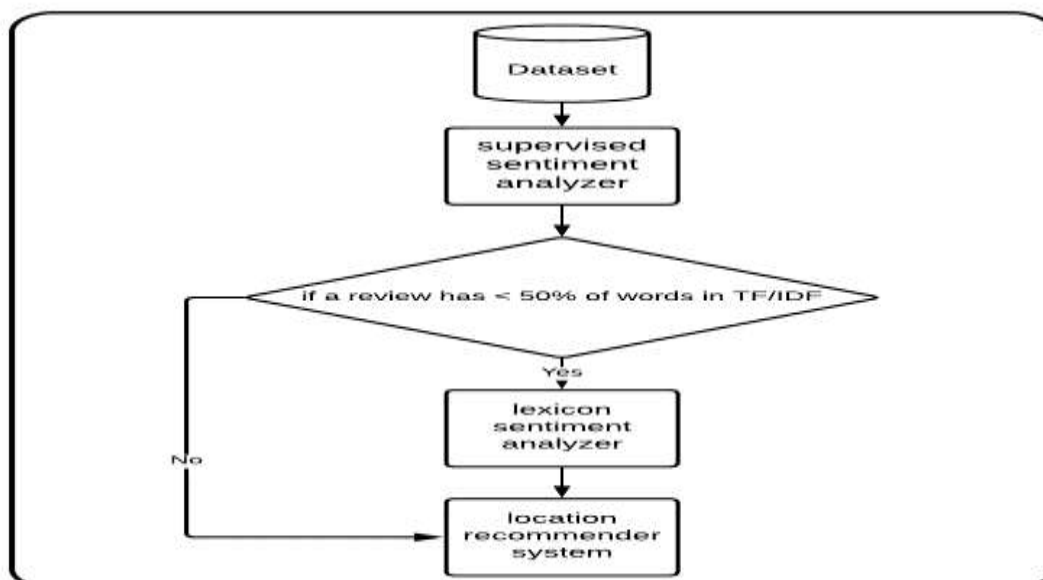 Dataset
supervised
sentiment
analyzer
if a review has < 50% of words in TF/IDF
Yes
lexicon
sentiment
analyzer
No
location
recommender
system